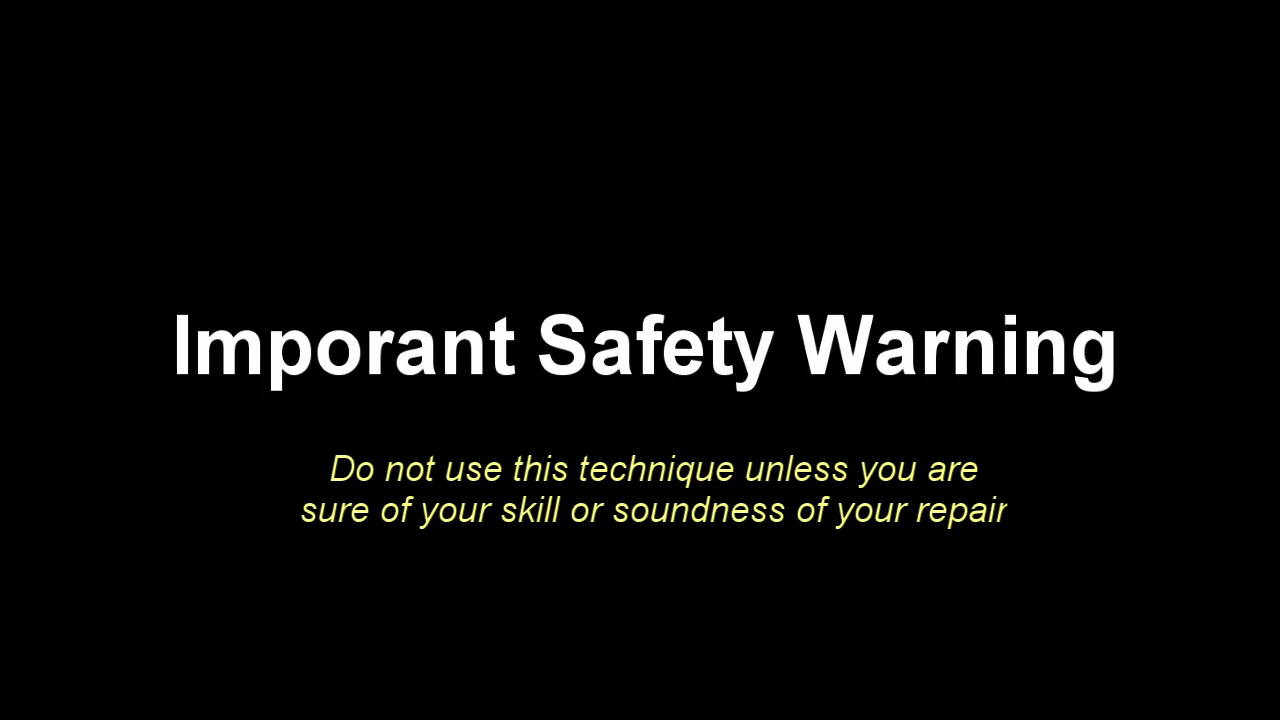 Imporant Safety Warning
Do not use this technique unless you are
sure of your skill or soundness of your repair